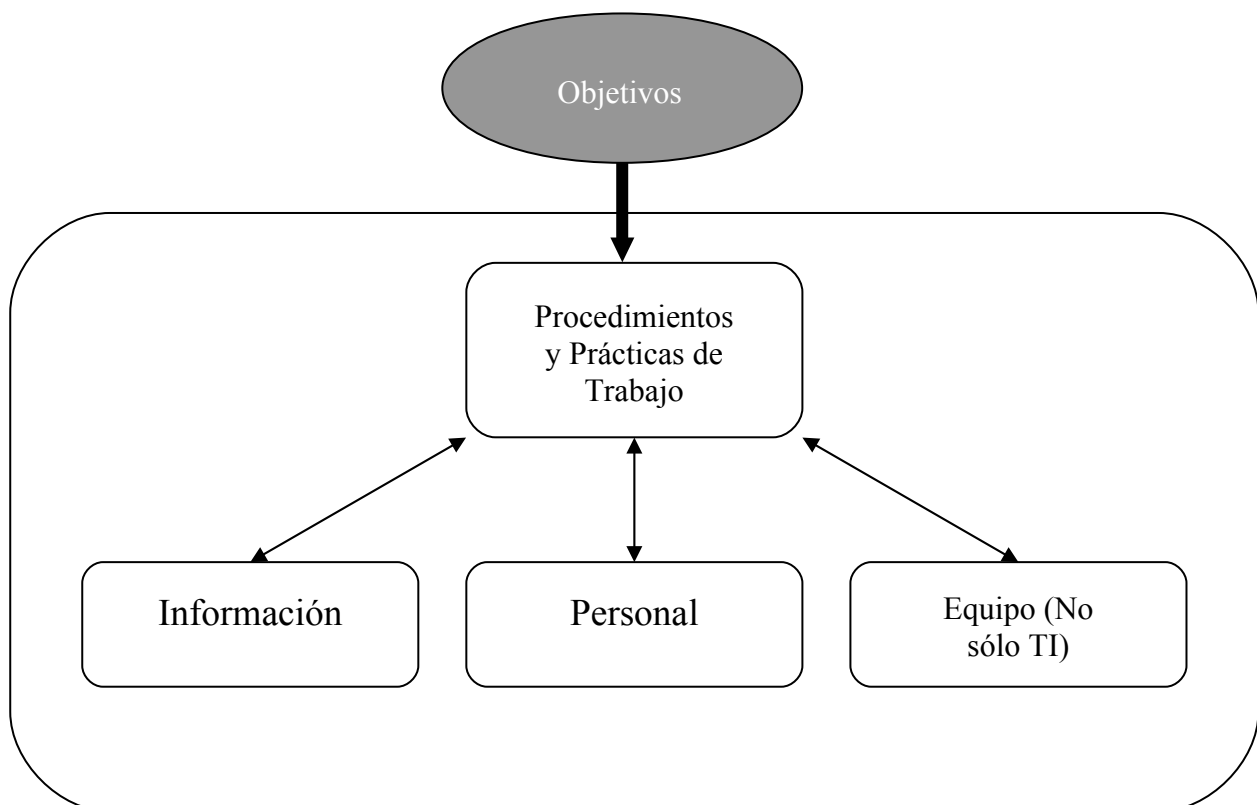 Objetivos
Procedimientos
y Prácticas de
Trabajo
Información
Personal
Equipo (No
sólo TI)